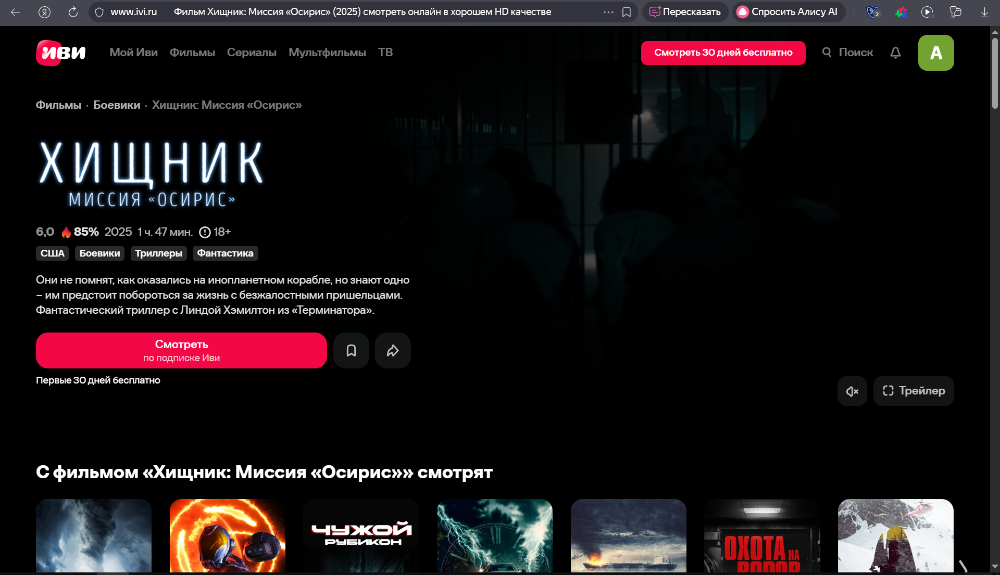 www.ivi.ru Фильм Хищник: Миссия «Осирис» (2025) смотреть онлайн в хорошем HD качестве Пересказать Спросить Алису AI 2
иви Мой Иви Фильмы Сериалы Мультфильмы ТВ Смотреть 30 дней бесплатно Поиск А
Фильмы · Боевики · Хищник: Миссия «Осирис»
ХИЩНИК
МИССИЯ «ОСИРИС»
6,0 85% 2025 1 ч. 47 мин. 18+
США Боевики Триллеры Фантастика
Они не помнят, как оказались на инопланетном корабле, но знают одно
– им предстоит побороться за жизнь с безжалостными пришельцами.
Фантастический триллер с Линдой Хэмилтон из «Терминатора».
Смотреть
по подписке Иви
Первые 30 дней бесплатно
Трейлер
С фильмом «Хищник: Миссия «Осирис»» смотрят
ЧУЖОЙ
РУБИКОН
ОХОТА НА
ВОРОВ